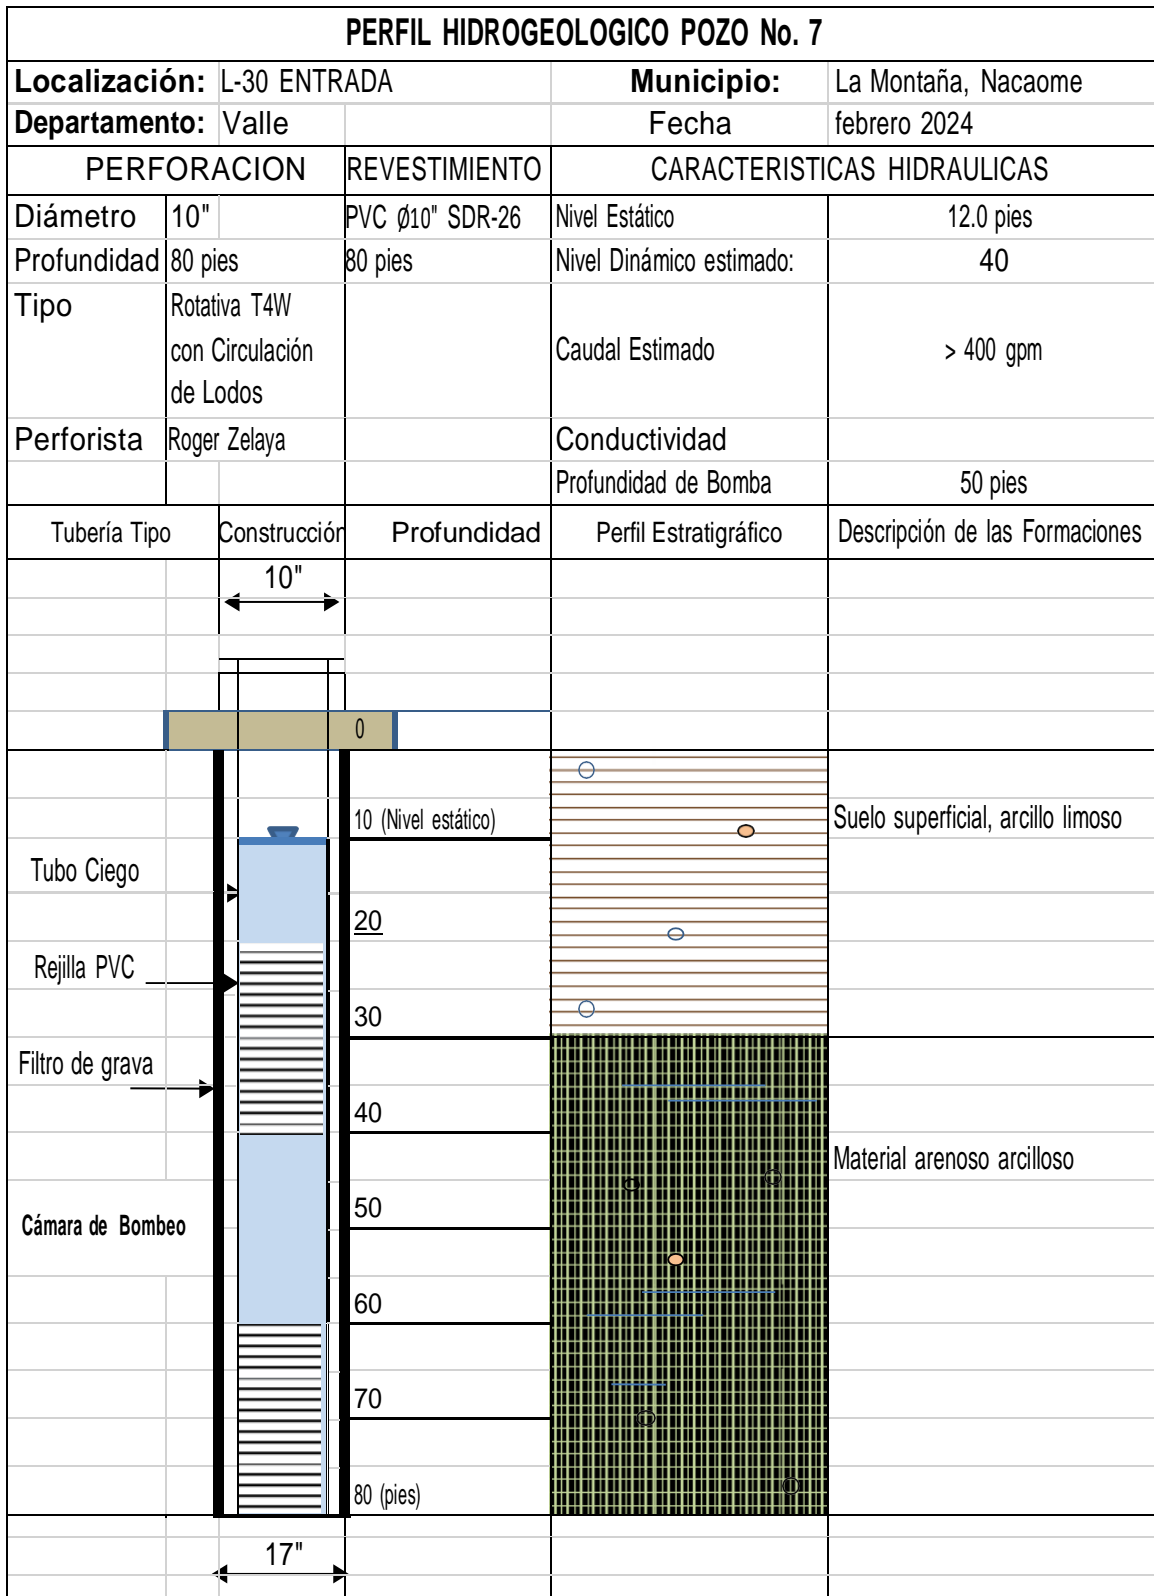 PERFIL HIDROGEOLOGICO POZO No. 7
Localización: L-30 ENTRADA Municipio: La Montaña, Nacaome
Departamento: Valle Fecha febrero 2024
PERFORACION REVESTIMIENTO CARACTERISTICAS HIDRAULICAS
Diámetro 10" PVC Ø10" SDR-26 Nivel Estático 12.0 pies
Profundidad 80 pies 80 pies Nivel Dinámico estimado: 40
Tipo Rotativa T4W
con Circulación Caudal Estimado > 400 gpm
de Lodos
Perforista Roger Zelaya Conductividad
Profundidad de Bomba 50 pies
Tubería Tipo Construcción Profundidad Perfil Estratigráfico Descripción de las Formaciones
10"
0
10 (Nivel estático) Suelo superficial, arcillo limoso
Tubo Ciego
20
Rejilla PVC
30
Filtro de grava
40
Material arenoso arcilloso
50
Cámara de Bombeo
60
70
80 (pies)
17"